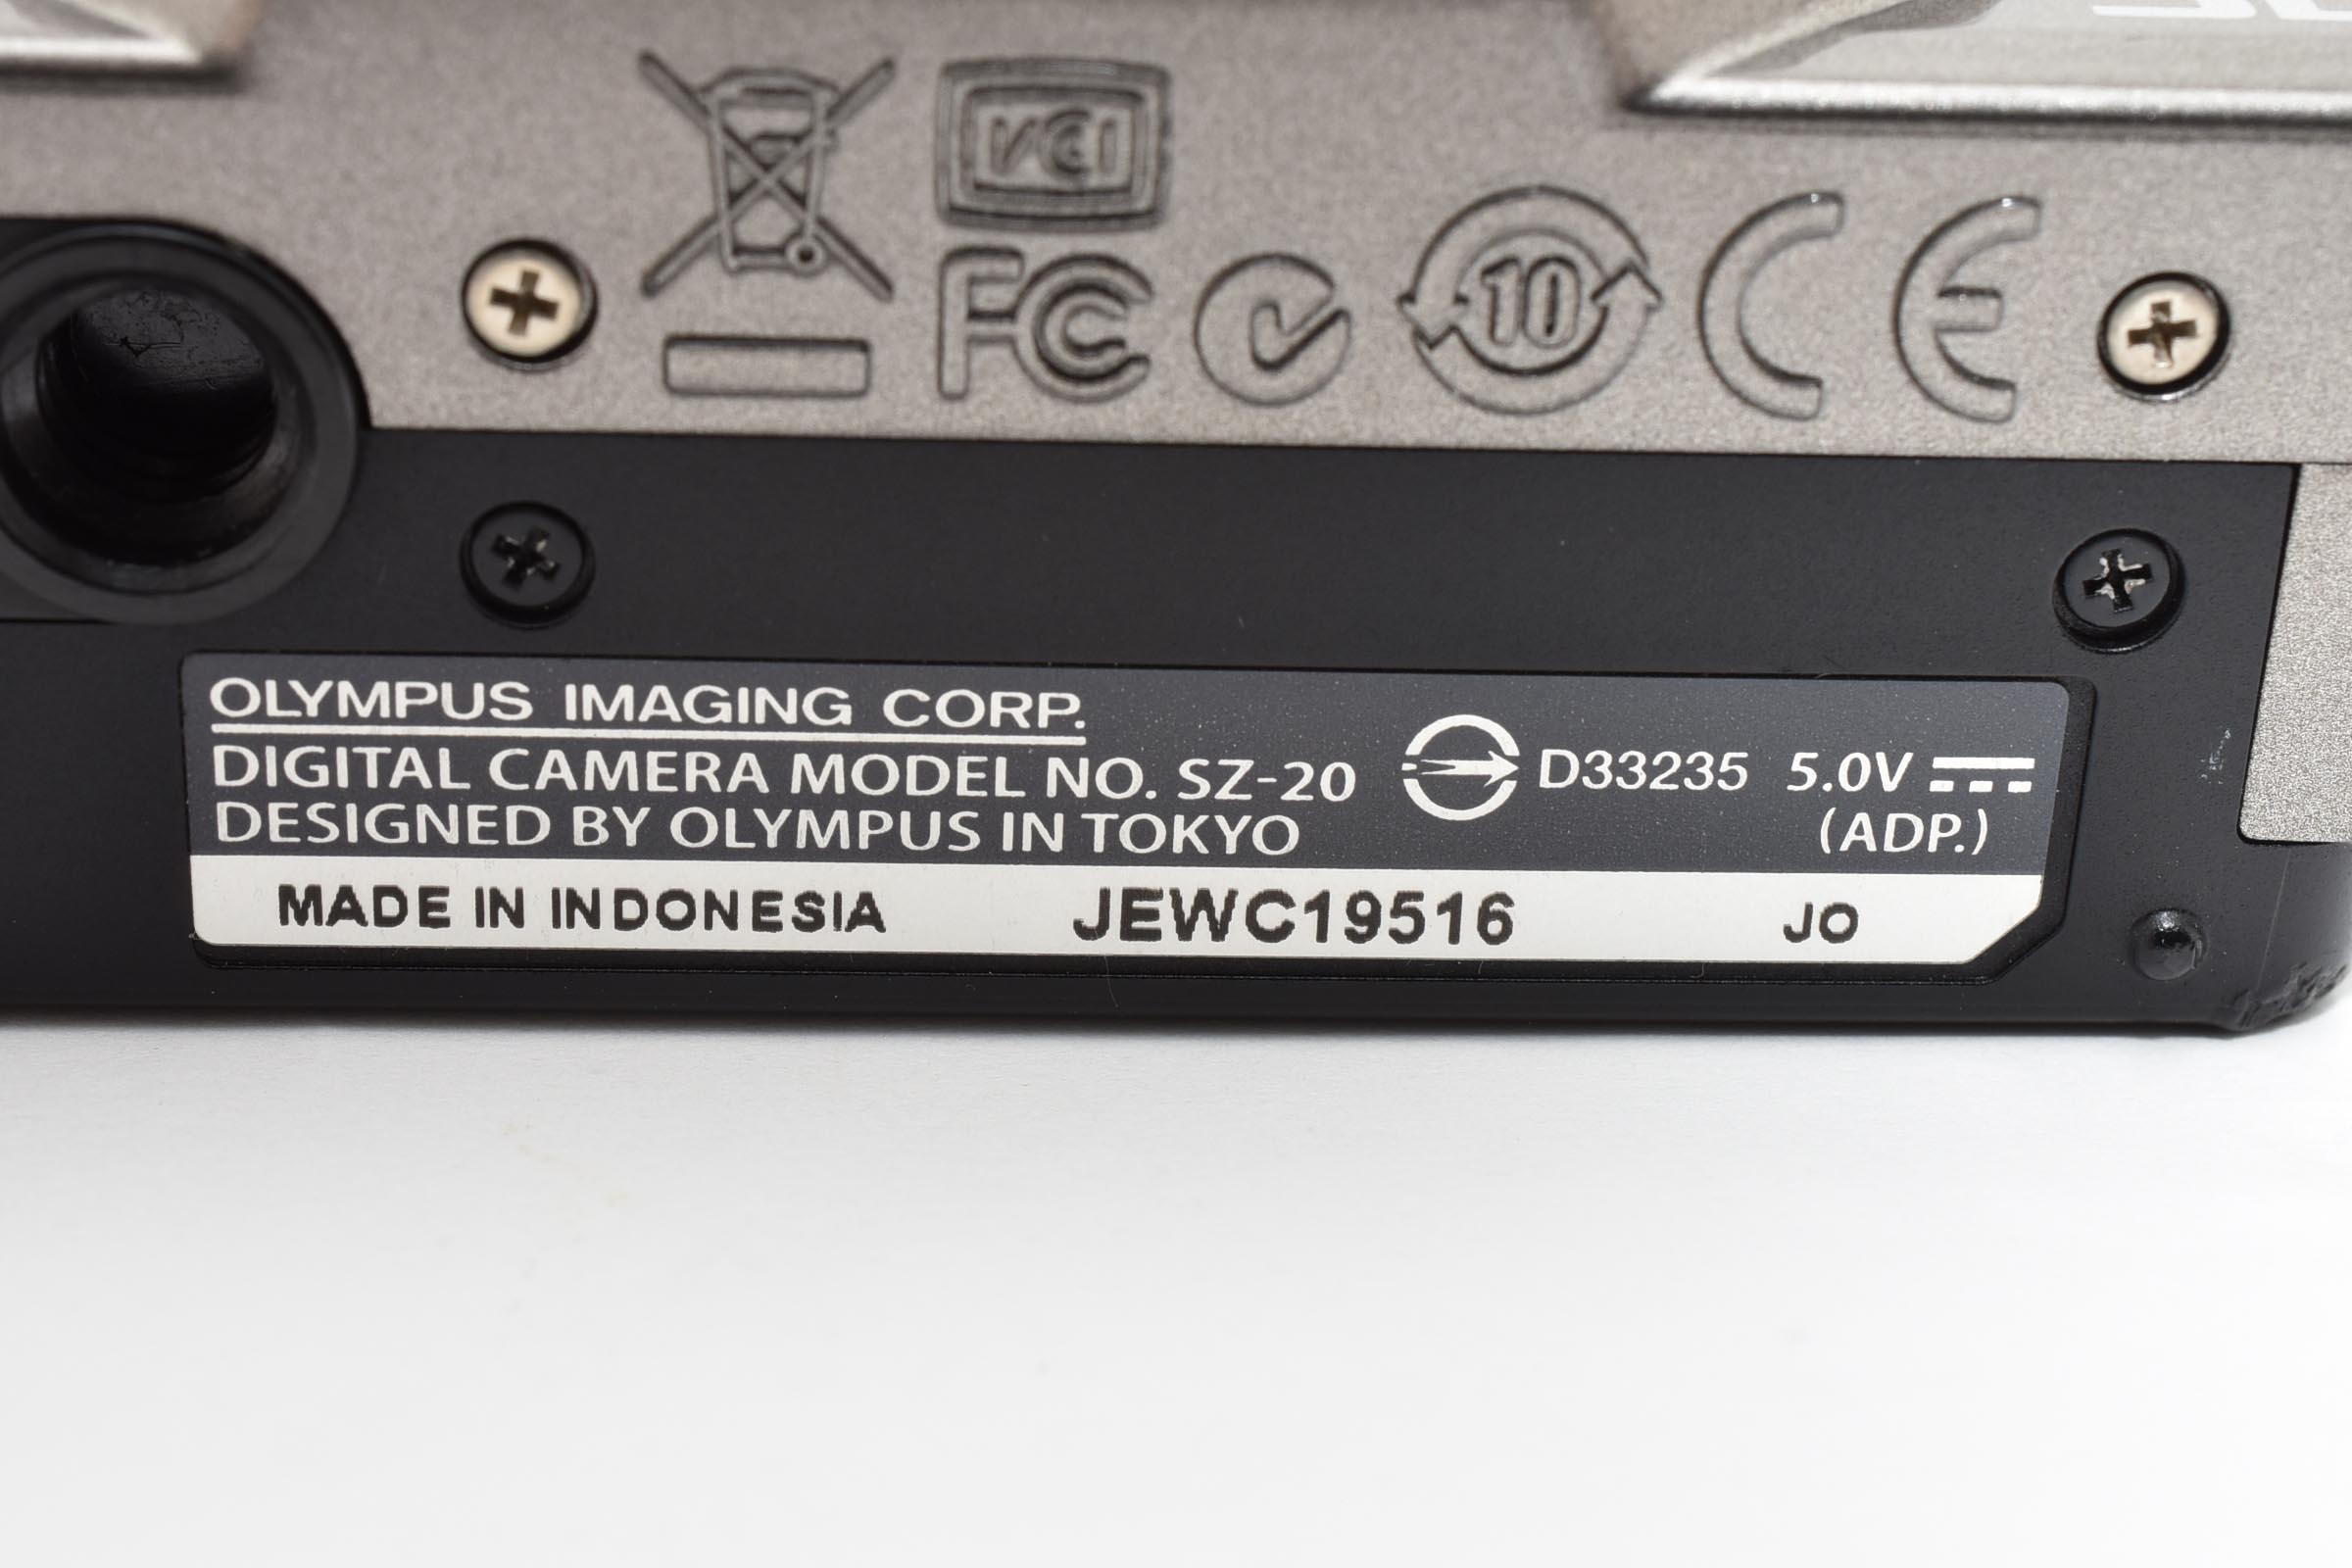 VCI
FC
10
CE
OLYMPUS IMAGING CORP.
DIGITAL CAMERA MODEL NO. SZ-20 D33235 5.0V
DESIGNED BY OLYMPUS IN TOKYO (ADP.)
MADE IN INDONESIA JEWC19516 JO